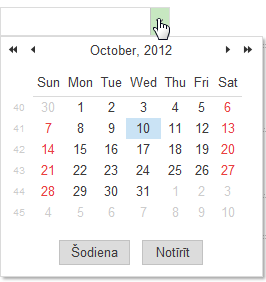 October, 2012
Sun Mon Tue Wed Thu Fri Sat
40 30 1 2 3 4 5 6
41 7 8 9 10 11 12 13
42 14 15 16 17 18 19 20
43 21 22 23 24 25 26 27
44 28 29 30 31 1 2 3
45 4 5 6 7 8 9 10
Šodiena Notīrīt